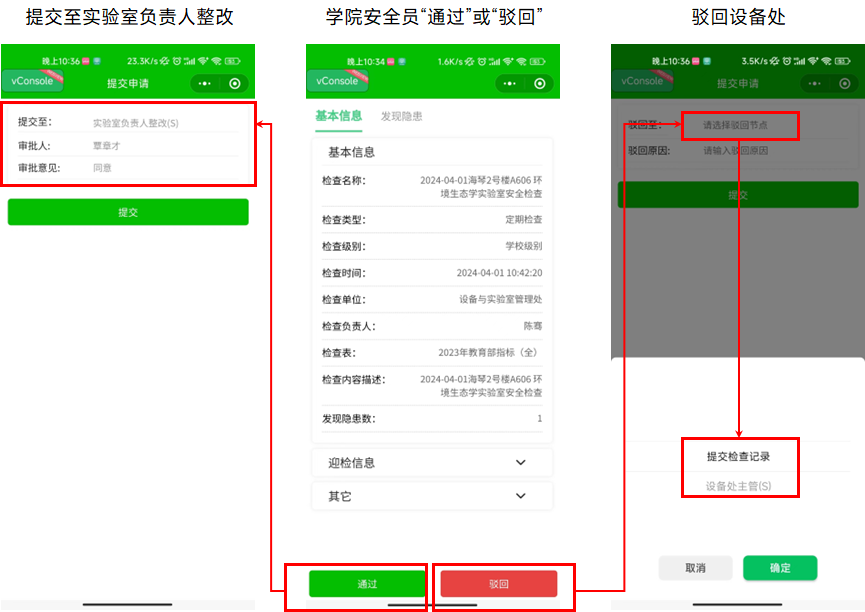 提交至实验室负责人整改
学院安全员“通过”或“驳回”
驳回设备处
晚上10:36
23.3K/s
vConsole
提交申请
提交至：
实验室负责人整改(S)
审批人：
覃章才
审批意见：
同意
提交
晚上10:34
1.6K/s
vConsole
基本信息
发现隐患
基本信息
检查名称：
2024-04-01海琴2号楼A606 环
境生态学实验室安全检查
检查类型：
定期检查
检查级别：
学校级别
检查时间：
2024-04-01 10:42:20
检查单位：
设备与实验室管理处
检查负责人：
陈骞
检查表：
2023年教育部指标（全）
检查内容描述：
2024-04-01海琴2号楼A606 环
境生态学实验室安全检查
发现隐患数：
1
迎检信息
其它
通过
驳回
晚上10:36
3.5K/s
vConsole
提交申请
驳回至：
请选择驳回节点
驳回原因：
请输入驳回原因
提交
提交检查记录
设备处主管(S)
取消
确定